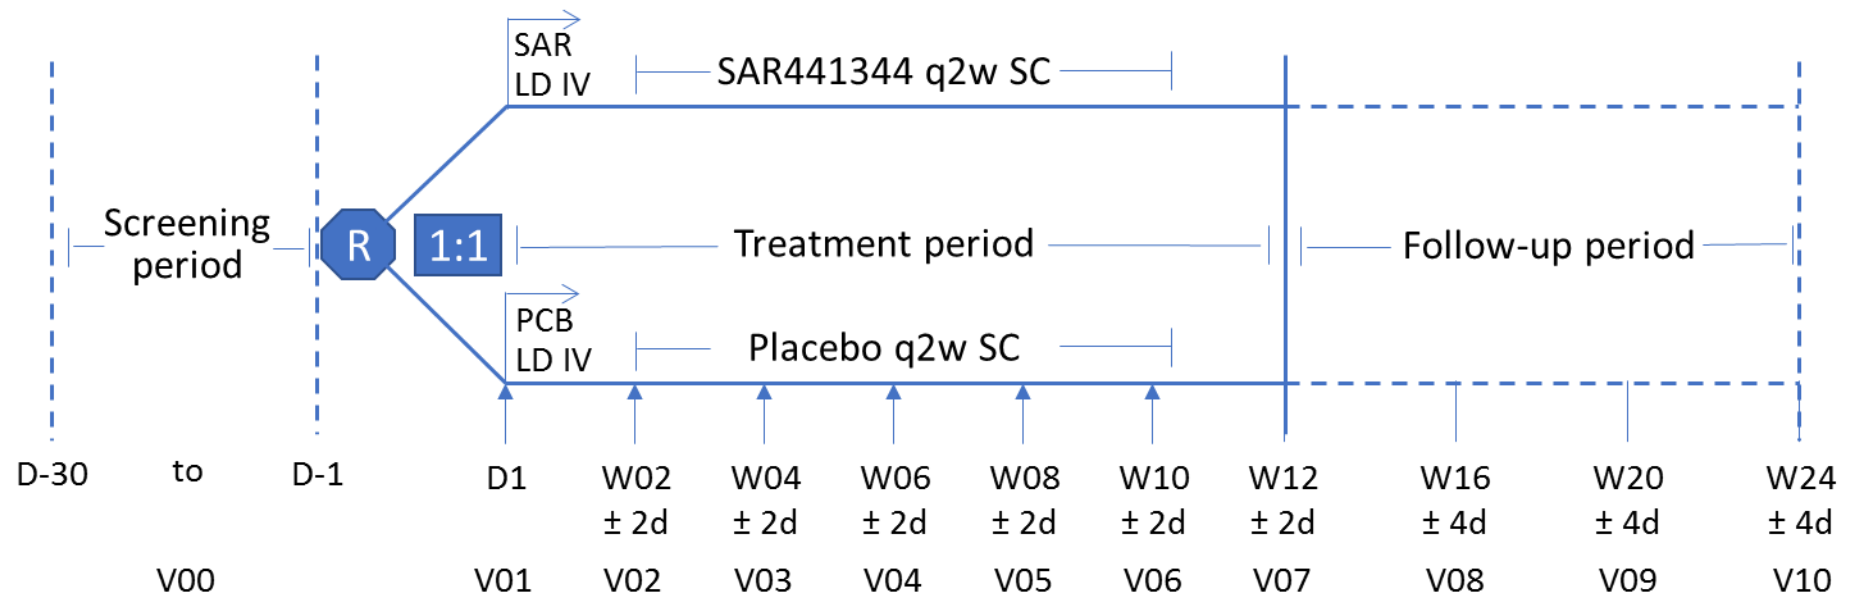 SAR
LD IV
SAR441344 q2w SC
Screening
period
R
1:1
Treatment period
Follow-up period
PCB
LD IV
Placebo q2w SC
D-30 to D-1 D1 W02 W04 W06 W08 W10 W12 W16 W20 W24
± 2d ± 2d ± 2d ± 2d ± 2d ± 2d ± 4d ± 4d ± 4d
V00 V01 V02 V03 V04 V05 V06 V07 V08 V09 V10